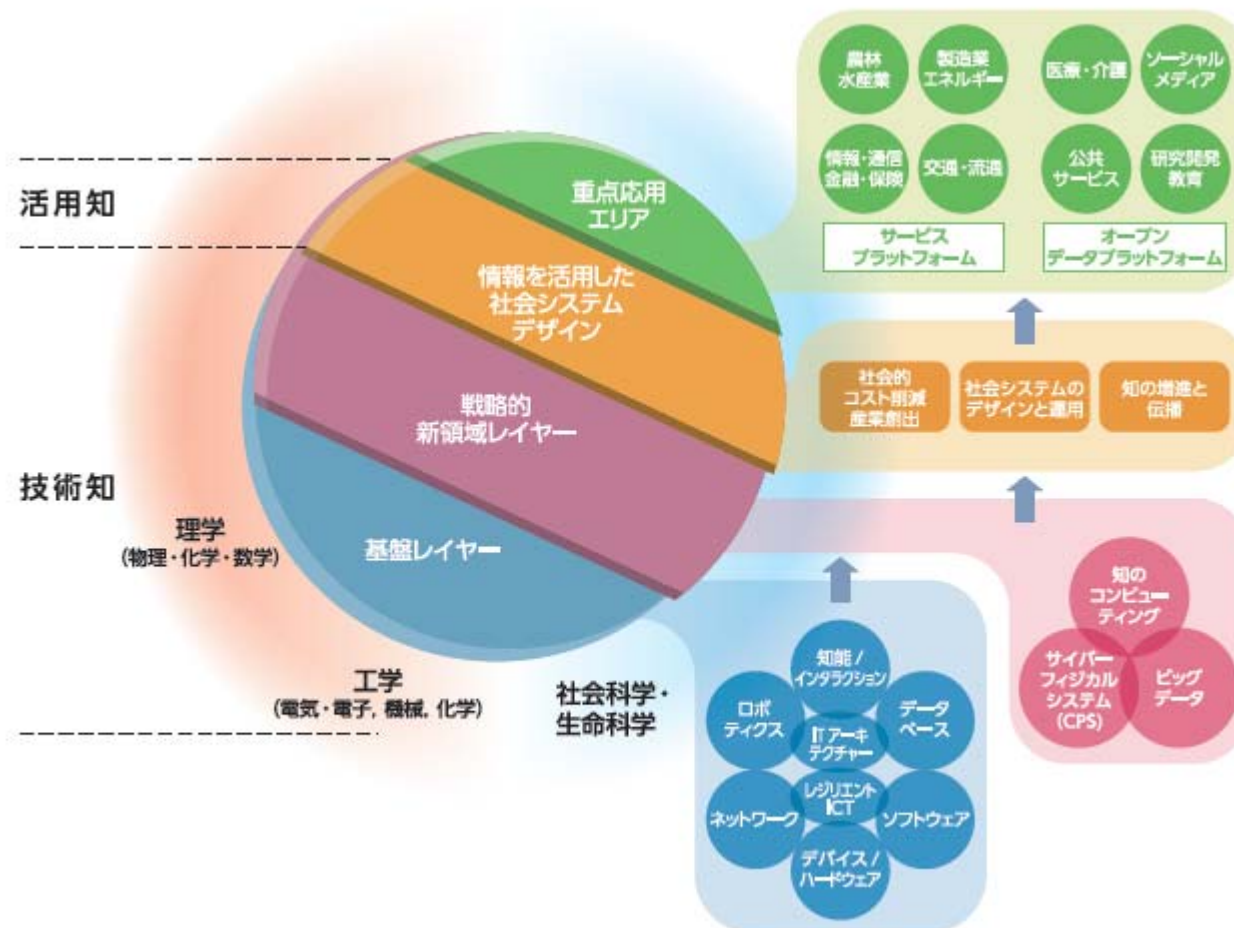 農林
水産業
製造業
エネルギー
医療・介護
ソーシャル
メディア
情報・通信
金融・保険
交通・流通
公共
サービス
研究開発
教育
サービス
プラットフォーム
オープン
データプラットフォーム
活用知
重点応用
エリア
情報を活用した
社会システム
デザイン
社会的
コスト削減
産業創出
社会システムの
デザインと運用
知の増進と
伝播
戦略的
新領域レイヤー
技術知
理学
(物理・化学・数学)
基盤レイヤー
知の
コンピュー
ティング
サイバー
フィジカル
システム
(CPS)
ビッグ
データ
工学
(電気・電子, 機械, 化学)
社会科学・
生命科学
知能 /
インタラクション
ロボ
ティクス
データ
ベース
ITアーキ
テクチャー
レジリエント
ICT
ネットワーク
ソフトウェア
デバイス /
ハードウェア